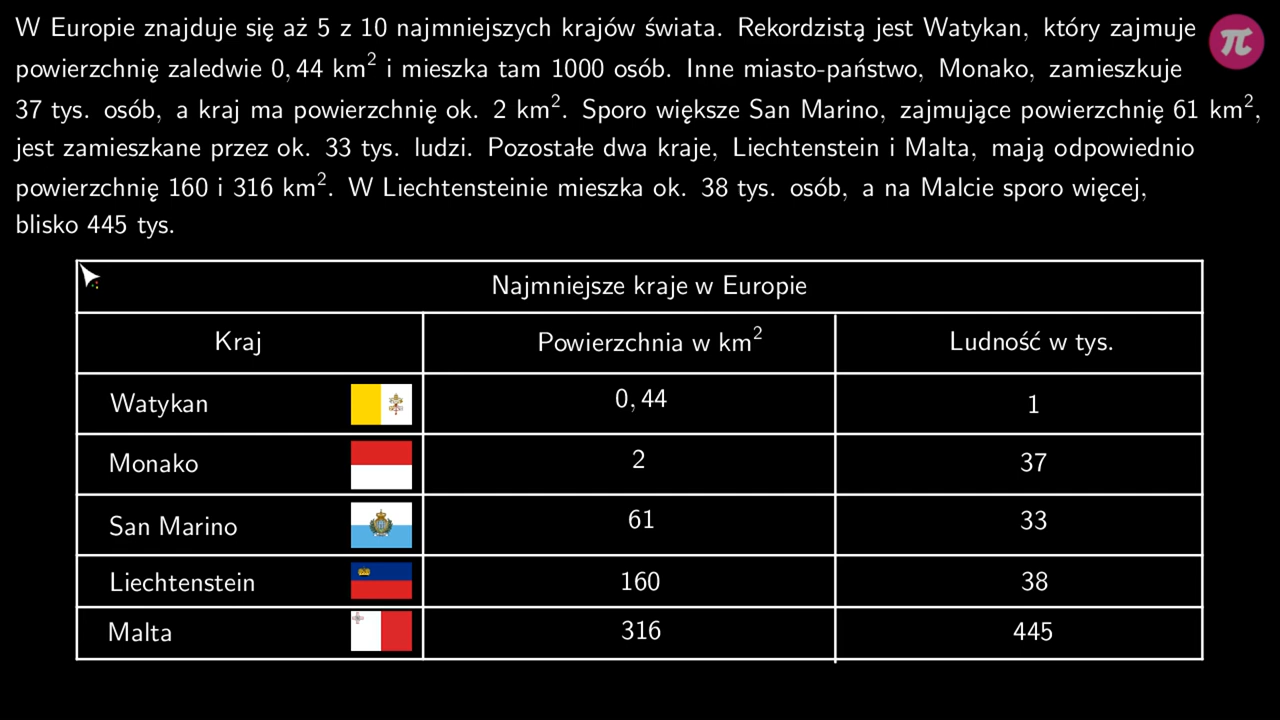 W Europie znajduje się aż 5 z 10 najmniejszych krajów świata. Rekordzistą jest Watykan, który zajmuje
powierzchnię zaledwie 0,44 km² i mieszka tam 1000 osób. Inne miasto-państwo, Monako, zamieszkuje
37 tys. osób, a kraj ma powierzchnię ok. 2 km². Sporo większe San Marino, zajmujące powierzchnię 61 km²,
jest zamieszkane przez ok. 33 tys. ludzi. Pozostałe dwa kraje, Liechtenstein i Malta, mają odpowiednio
powierzchnię 160 i 316 km². W Liechtensteinie mieszka ok. 38 tys. osób, a na Malcie sporo więcej,
blisko 445 tys.
π
Najmniejsze kraje w Europie
Kraj Powierzchnia w km² Ludność w tys.
Watykan 0,44 1
Monako 2 37
San Marino 61 33
Liechtenstein 160 38
Malta 316 445